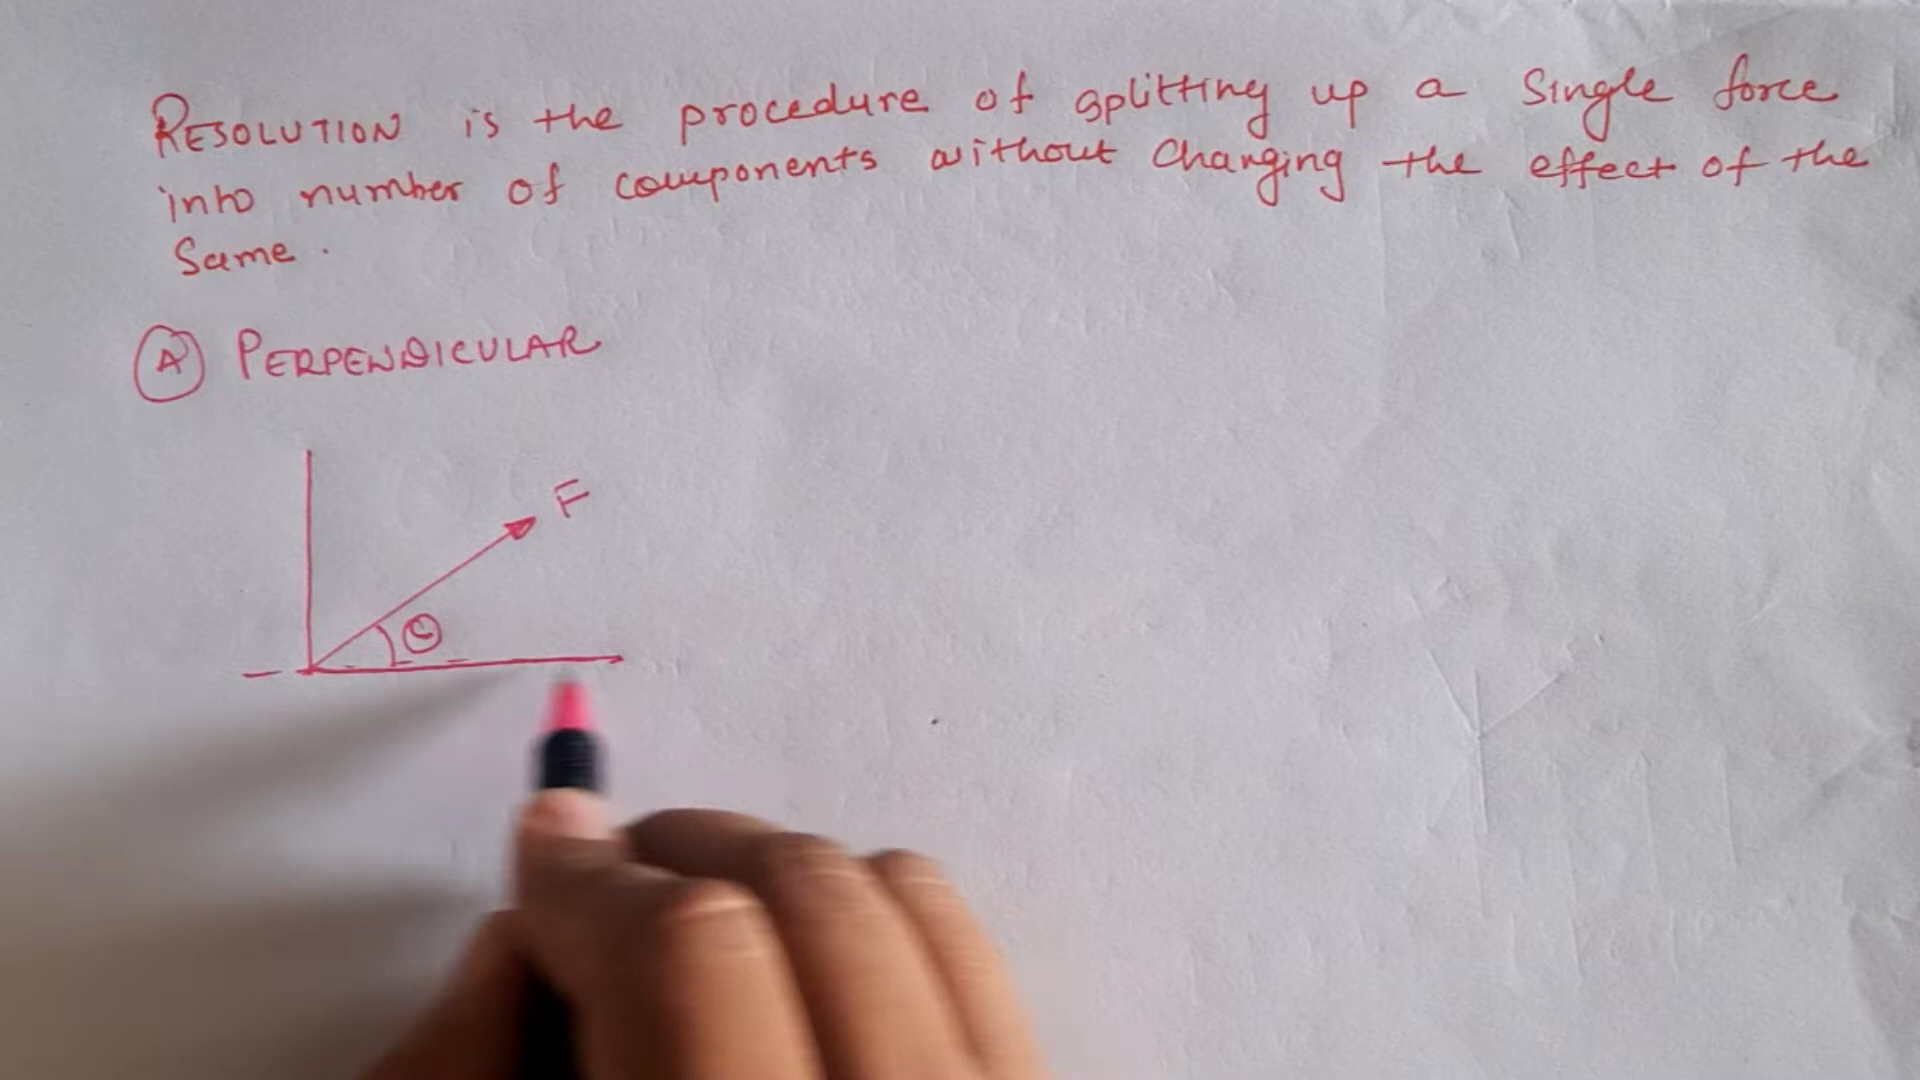 RESOLUTION is the procedure of splitting up a Single force
into number of components without Changing the effect of the
Same.
A PERPENDICULAR
F
Θ